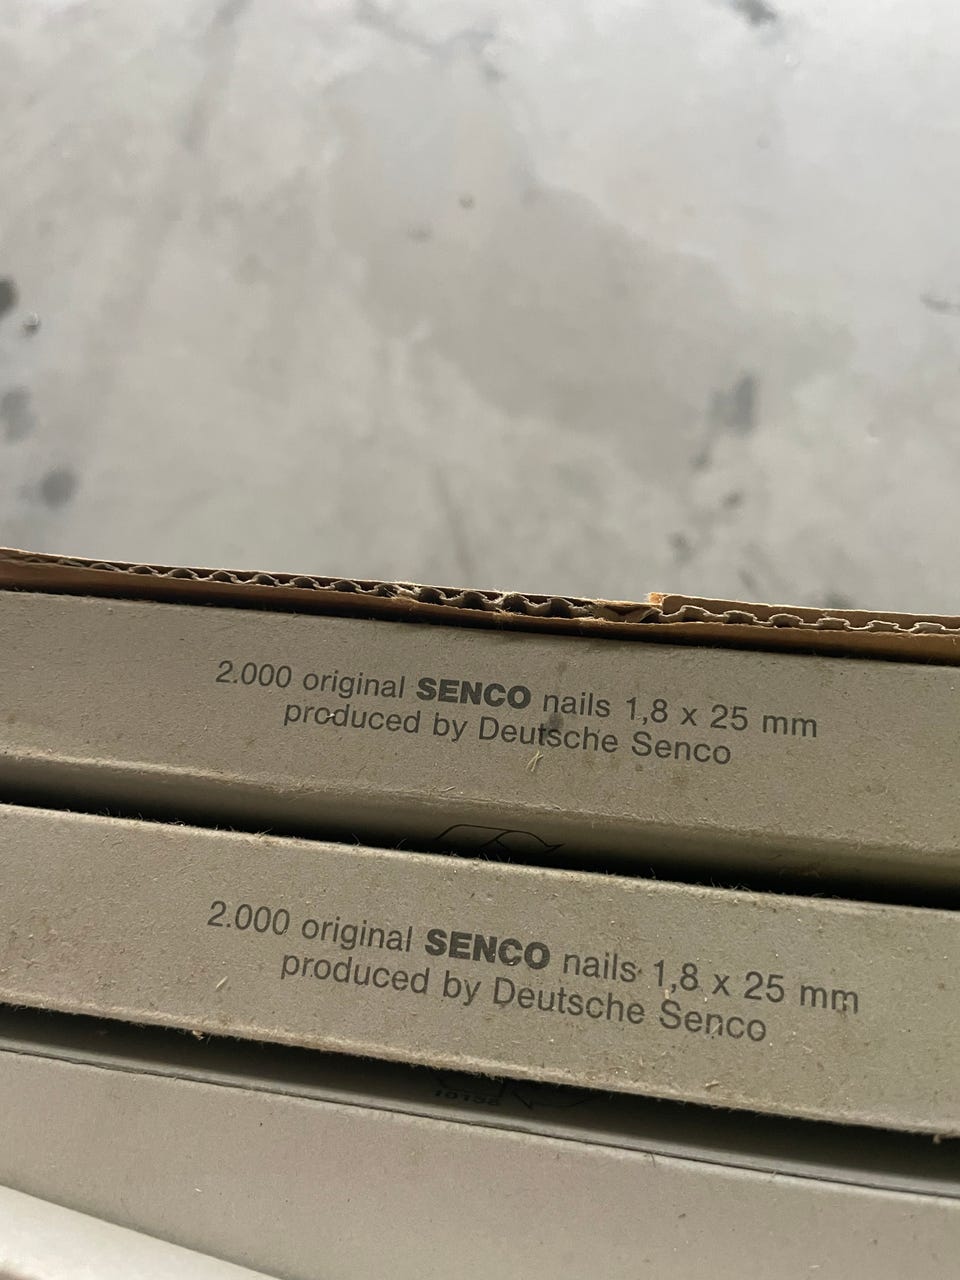 2.000 original SENCO nails 1,8 x 25 mm
produced by Deutsche Senco
2.000 original SENCO nails 1,8 x 25 mm
produced by Deutsche Senco